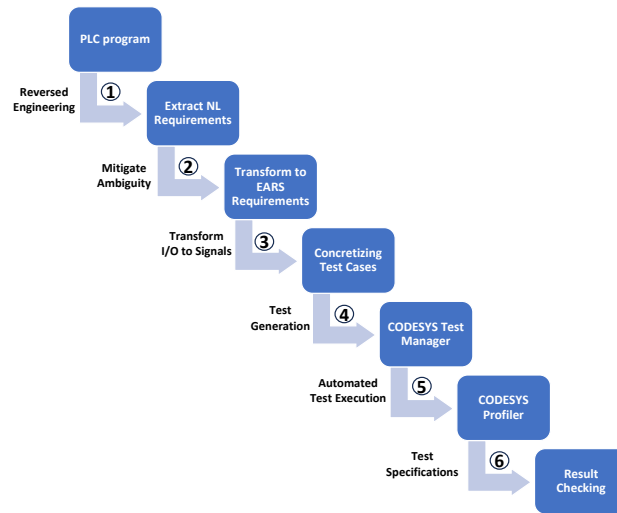 PLC program
Reversed
Engineering
①
Extract NL
Requirements
Mitigate
Ambiguity
②
Transform to
EARS
Requirements
Transform
I/O to Signals
③
Concretizing
Test Cases
Test
Generation
④
CODESYS Test
Manager
Automated
Test Execution
⑤
CODESYS
Profiler
Test
Specifications
⑥
Result
Checking